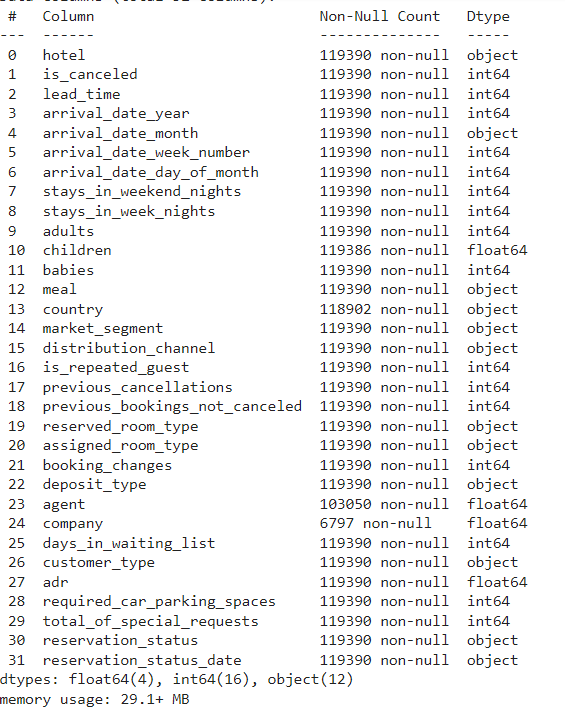 #   Column                          Non-Null Count   Dtype
---  ------                          --------------   -----
 0   hotel                           119390 non-null  object
 1   is_canceled                     119390 non-null  int64
 2   lead_time                       119390 non-null  int64
 3   arrival_date_year               119390 non-null  int64
 4   arrival_date_month              119390 non-null  object
 5   arrival_date_week_number        119390 non-null  int64
 6   arrival_date_day_of_month       119390 non-null  int64
 7   stays_in_weekend_nights         119390 non-null  int64
 8   stays_in_week_nights            119390 non-null  int64
 9   adults                          119390 non-null  int64
 10  children                        119386 non-null  float64
 11  babies                          119390 non-null  int64
 12  meal                            119390 non-null  object
 13  country                         118902 non-null  object
 14  market_segment                  119390 non-null  object
 15  distribution_channel            119390 non-null  object
 16  is_repeated_guest               119390 non-null  int64
 17  previous_cancellations          119390 non-null  int64
 18  previous_bookings_not_canceled  119390 non-null  int64
 19  reserved_room_type              119390 non-null  object
 20  assigned_room_type              119390 non-null  object
 21  booking_changes                 119390 non-null  int64
 22  deposit_type                    119390 non-null  object
 23  agent                           103050 non-null  float64
 24  company                         6797 non-null    float64
 25  days_in_waiting_list            119390 non-null  int64
 26  customer_type                   119390 non-null  object
 27  adr                             119390 non-null  float64
 28  required_car_parking_spaces     119390 non-null  int64
 29  total_of_special_requests       119390 non-null  int64
 30  reservation_status              119390 non-null  object
 31  reservation_status_date         119390 non-null  object
dtypes: float64(4), int64(16), object(12)
memory usage: 29.1+ MB